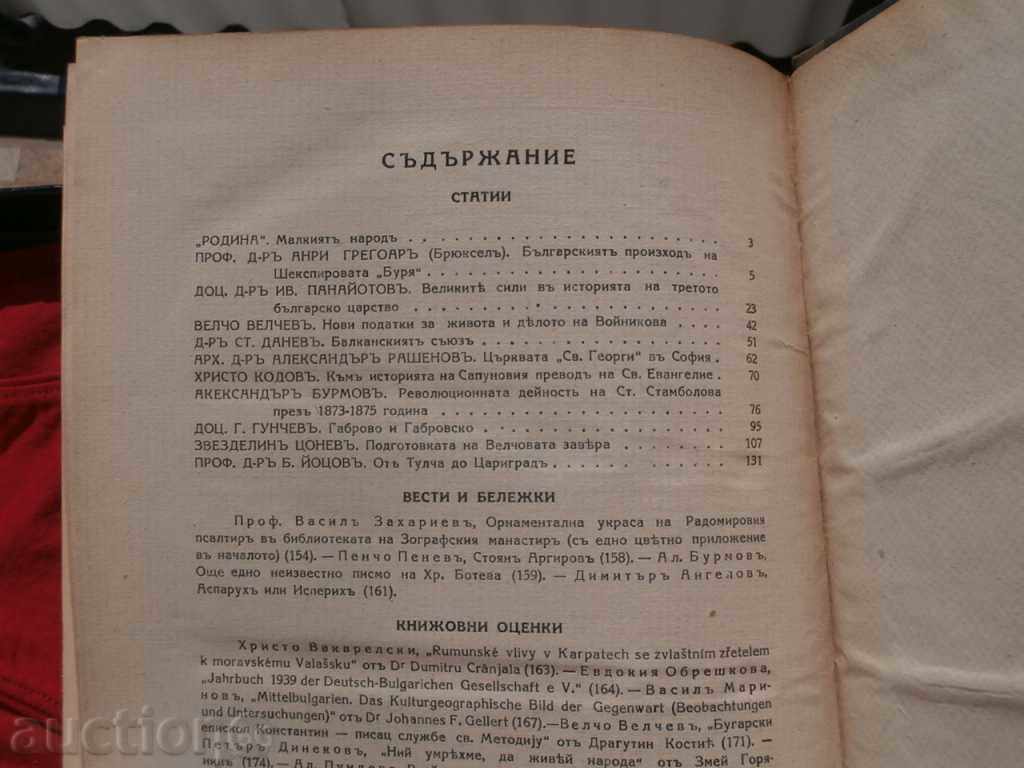 СЪДЪРЖАНИЕ
СТАТИИ
„РОДИНА“. Малкиятъ народъ . . . . . . . . . . . . . . . . . . . . 3
ПРОФ. Д-РЪ АНРИ ГРЕГОАРЪ (Брюкселъ). Българскиятъ произходъ на
Шекспировата „Буря“ . . . . . . . . . . . . . . . . . . . . 5
ДОЦ. Д-РЪ ИВ. ПАНАЙОТОВЪ. Великитѣ сили въ историята на третото
българско царство . . . . . . . . . . . . . . . . . . . . 23
ВЕЛЧО ВЕЛЧЕВЪ. Нови податки за живота и дѣлото на Войникова . . . . 42
Д-РЪ СТ. ДАНЕВЪ. Балканскиятъ съюзъ . . . . . . . . . . . . . . . 51
АРХ. Д-РЪ АЛЕКСАНДЪРЪ РАШЕНОВЪ. Църквата „Св. Георги“ въ София . 62
ХРИСТО КОДОВЪ. Къмъ историята на Сапуновия преводъ на Св. Евангелие . 70
АКЕКСАНДЪРЪ БУРМОВЪ. Революционната дейность на Ст. Стамболова
презъ 1873-1875 година . . . . . . . . . . . . . . . . . . 76
ДОЦ. Г. ГУНЧЕВЪ. Габрово и Габровско . . . . . . . . . . . . . . . 95
ЗВЕЗДЕЛИНЪ ЦОНЕВЪ. Подготовката на Велчовата завѣра . . . . . . . 107
ПРОФ. Д-РЪ Б. ЙОЦОВЪ. Отъ Тулча до Цариградъ . . . . . . . . . . 131
ВЕСТИ И БЕЛЕЖКИ
Проф. Василъ Захариевъ, Орнаментална украса на Радомировия
псалтиръ въ библиотеката на Зографския манастиръ (съ едно цвѣтно приложение
въ началото) (154). — Пенчо Пеневъ, Стоянъ Аргировъ (158). — Ал. Бурмовъ,
Още едно неизвестно писмо на Хр. Ботева (159). — Димитъръ Ангеловъ,
Аспарухъ или Исперихъ (161).
КНИЖОВНИ ОЦЕНКИ
Христо Вакарелски, „Rumunské vlivy v Karpatech se zvlaštním zřetelem
k moravskému Valašsku“ отъ Dr Dumitru Crânjala (163). — Евдокия Обрешкова,
„Jahrbuch 1939 der Deutsch-Bulgarichen Gesellschaft e V.“ (164). — Василъ Мари-
новъ, „Mittelbulgarien. Das Kulturgeographische Bild der Gegenwart (Beobachtungen
und Untersuchungen)“ отъ Dr Johannes F. Gellert (167). — Велчо Велчевъ, „Бугарски
епископ Константин — писац службе св. Методију“ отъ Драгутин Костић (171). —
Петъръ Динековъ, „Ний умрѣхме, да живѣй народа“ отъ Змей Горя-
нинъ (174). — Ал.
auction